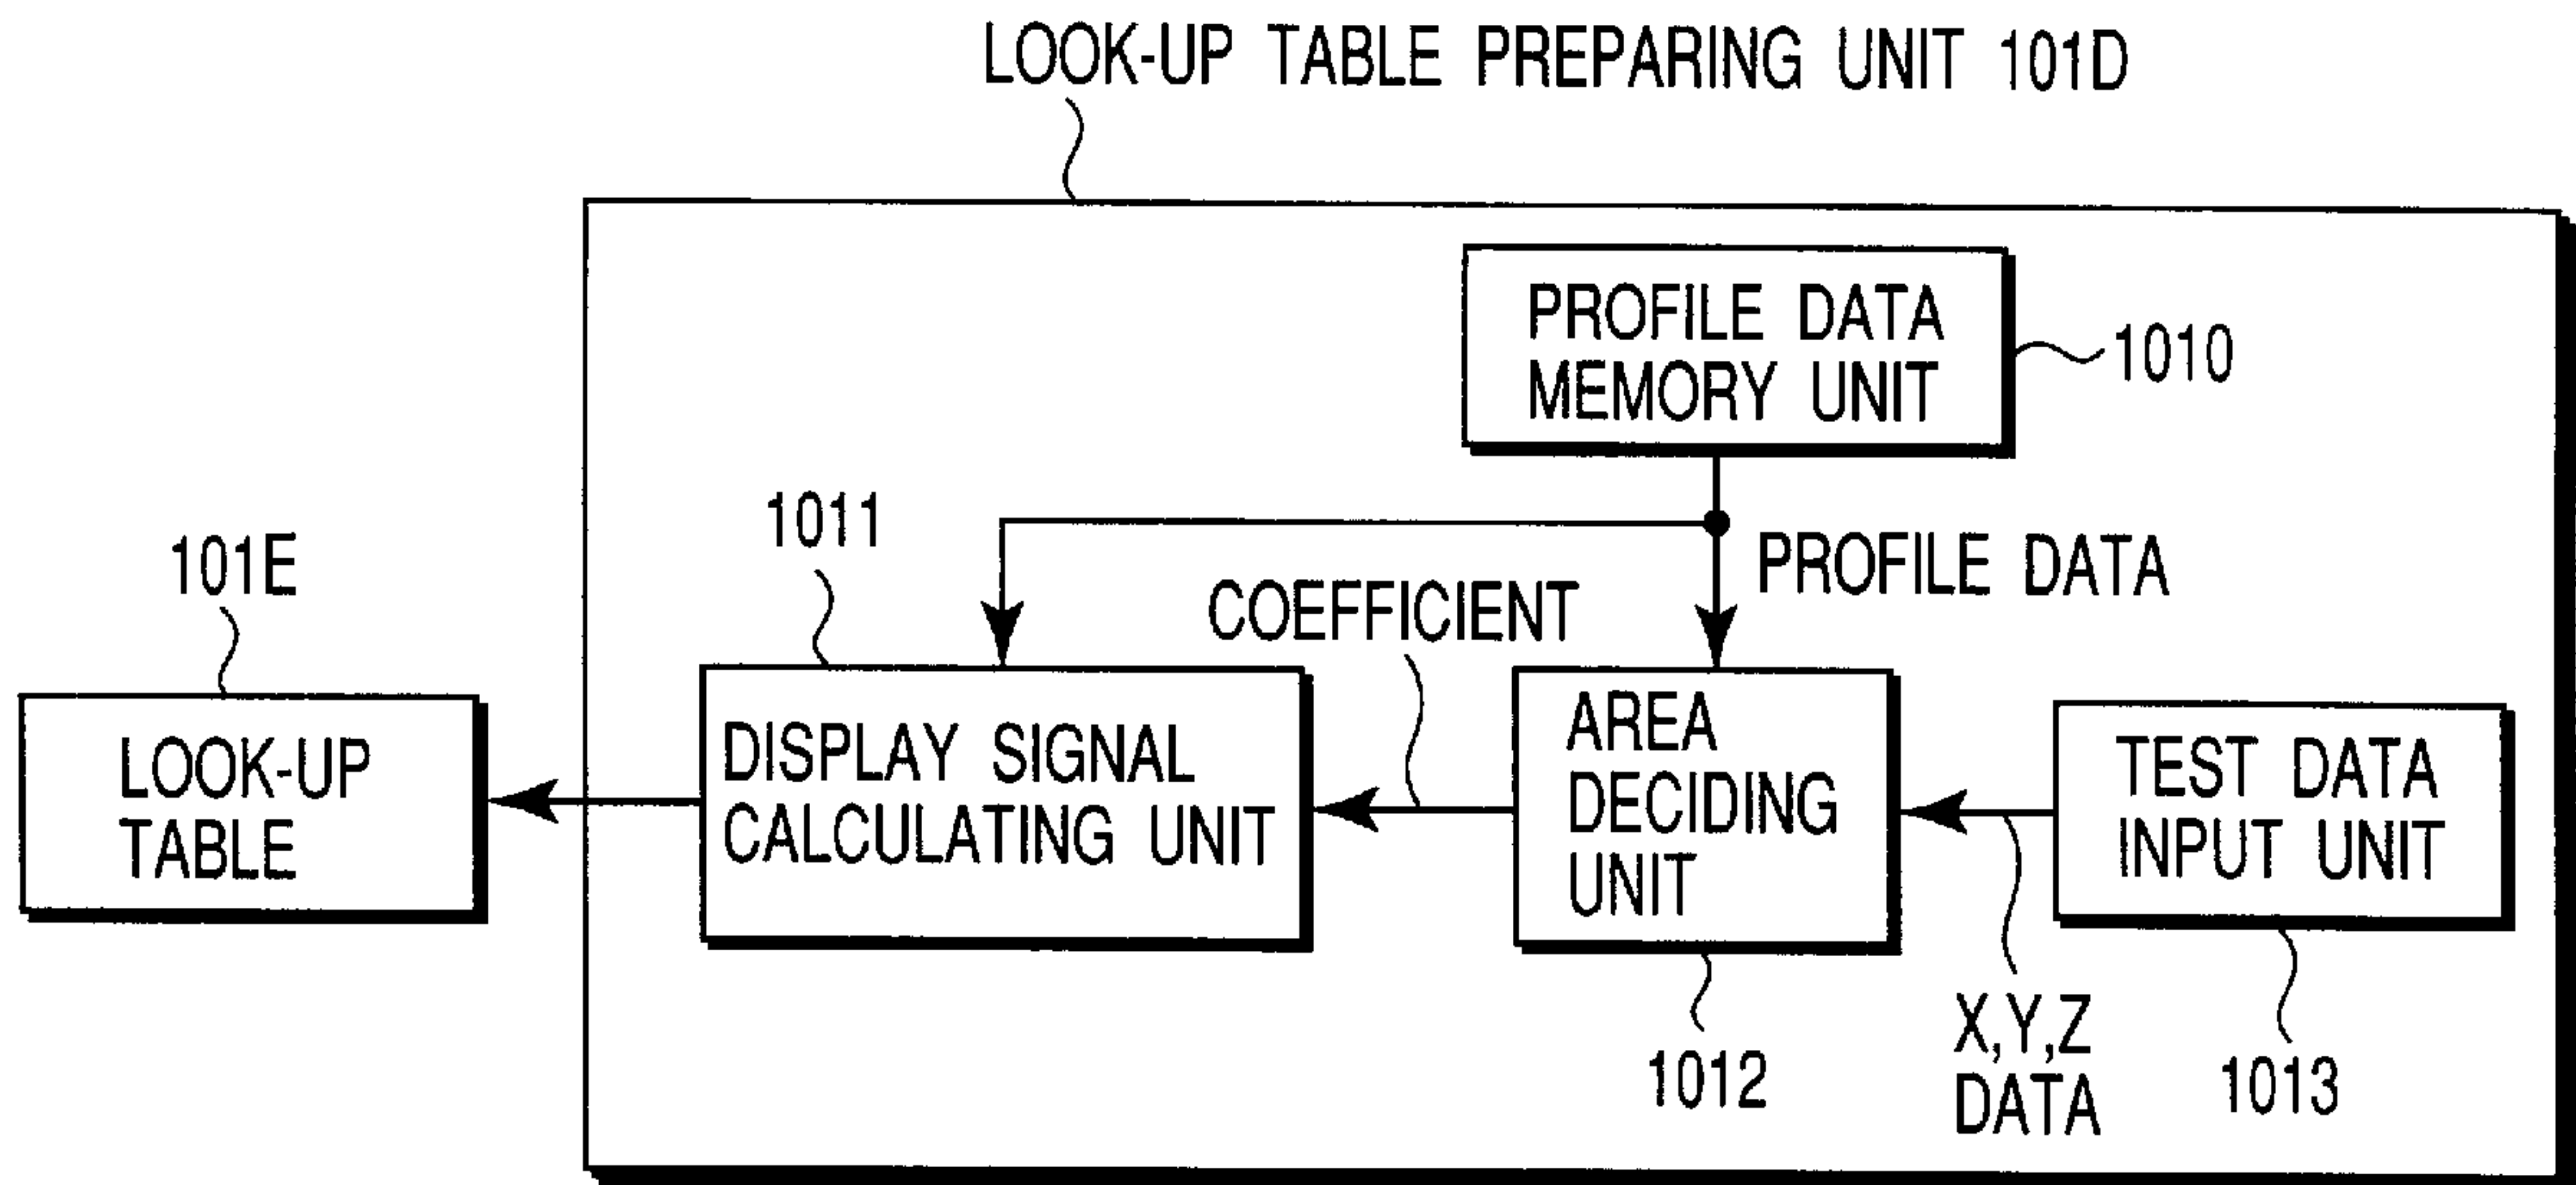 LOOK-UP TABLE PREPARING UNIT 101D
PROFILE DATA
MEMORY UNIT
1010
1011
101E
PROFILE DATA
COEFFICIENT
LOOK-UP
TABLE
DISPLAY SIGNAL
CALCULATING UNIT
AREA
DECIDING
UNIT
TEST DATA
INPUT UNIT
1012
X,Y,Z
DATA
1013